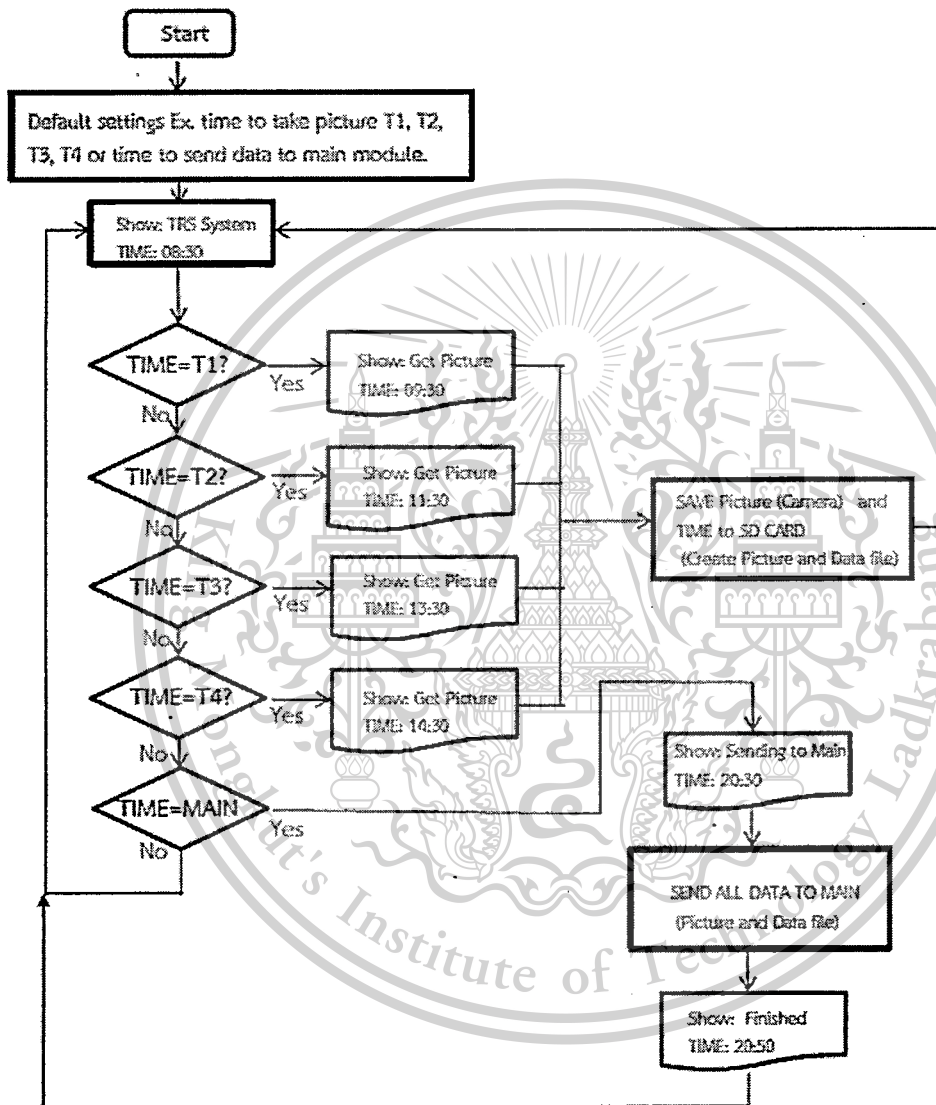 Start
Default settings Ex. time to take picture T1, T2,
T3, T4 or time to send data to main module.
Show: TRS System
TIME: 08:30
TIME=T1?
Yes
No
Show: Get Picture
TIME: 09:30
TIME=T2?
Yes
No
Show: Get Picture
TIME: 11:30
SAVE Picture (Camera) and
TIME to SD CARD
(Create Picture and Data file)
TIME=T3?
Yes
No
Show: Get Picture
TIME: 13:30
TIME=T4?
Yes
No
Show: Get Picture
TIME: 14:30
TIME=MAIN
Yes
No
Show: Sending to Main
TIME: 20:30
SEND ALL DATA TO MAIN
(Picture and Data file)
Show: Finished
TIME: 20:50
King Mongkut's Institute of Technology Ladkrabang